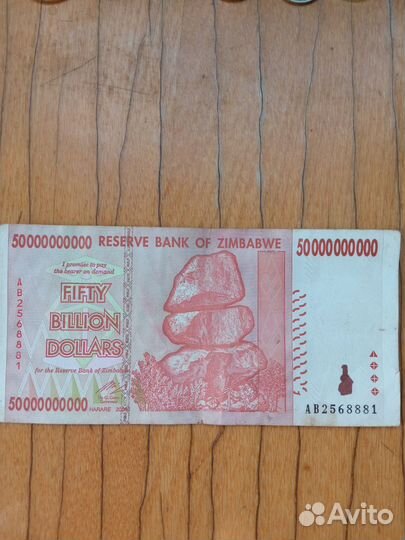 50000000000 RESERVE BANK OF ZIMBABWE 50000000000
I promise to pay
the bearer on demand
AB2568881
FIFTY
BILLION
DOLLARS
for the Reserve Bank of Zimbabwe
50000000000
HARARE
AB2568881
Avito